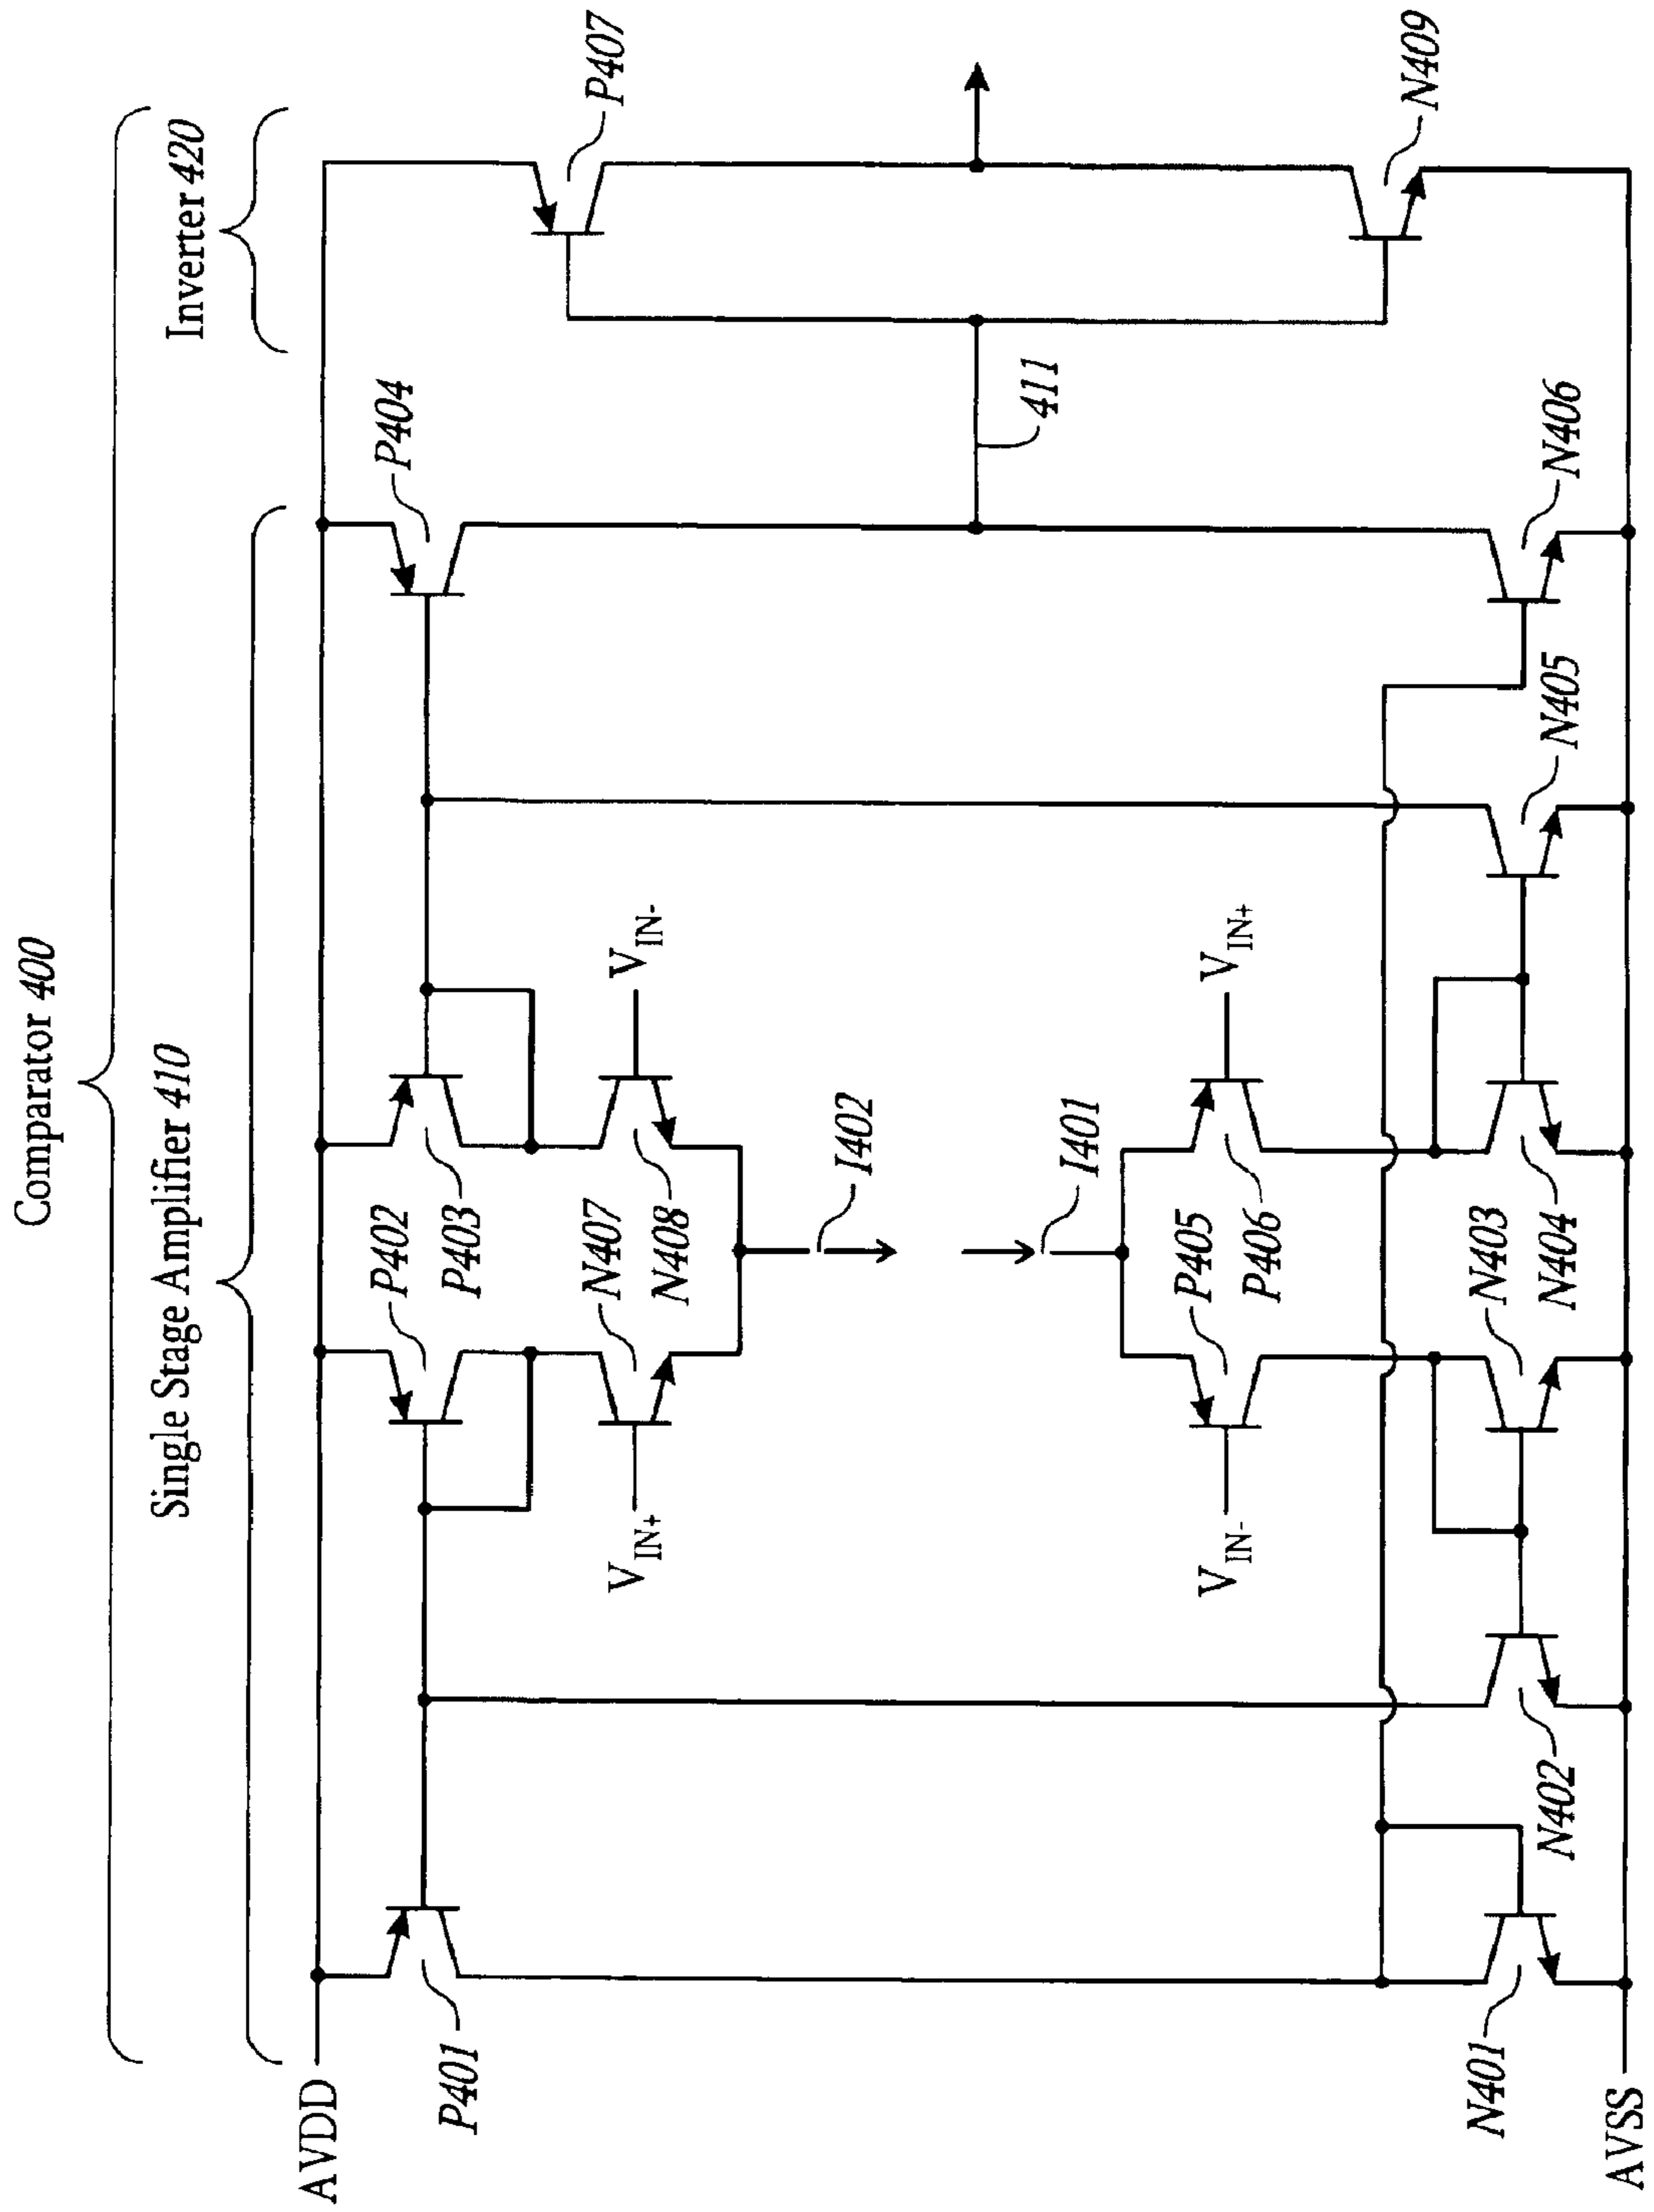 Comparator 400
Single Stage Amplifier 410
Inverter 420
AVDD
P401
P402
P403
P404
P407
V_IN+
N407
N408
V_IN-
I402
411
I401
V_IN-
P405
P406
V_IN+
N401
N402
N403
N404
N405
N406
N409
AVSS